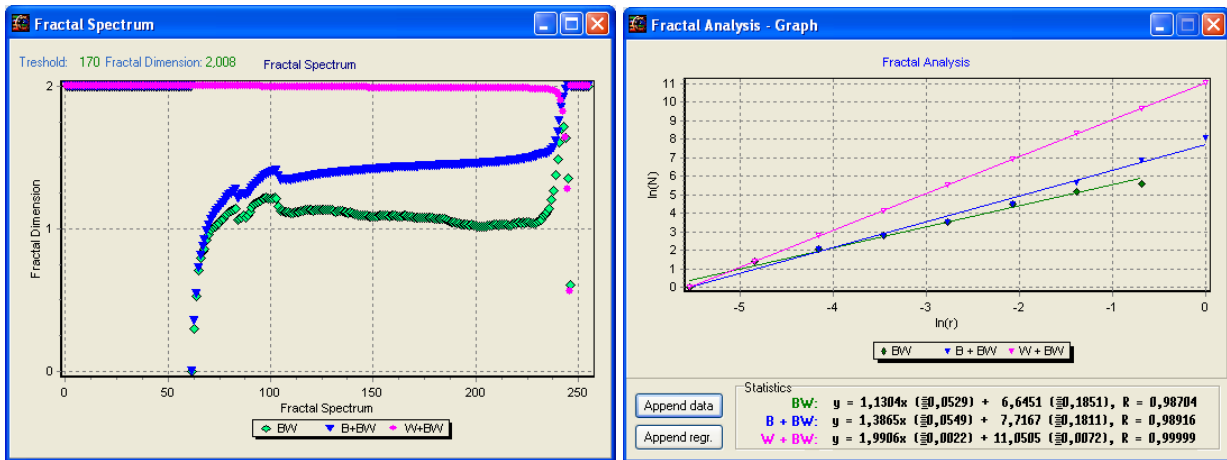 Fractal Spectrum
Treshold: 170 Fractal Dimension: 2,008
Fractal Spectrum
2
1
0
Fractal Dimension
0 50 100 150 200 250
Fractal Spectrum
BW B+BW W+BW
Fractal Analysis - Graph
Fractal Analysis
11
10
9
8
7
6
5
4
3
2
1
0
ln(N)
-5 -4 -3 -2 -1 0
ln(r)
BW B + BW W + BW
Append data
Append regr.
Statistics
BW: y = 1,1304x (±0,0529) + 6,6451 (±0,1851), R = 0,98704
B + BW: y = 1,3865x (±0,0549) + 7,7167 (±0,1811), R = 0,98916
W + BW: y = 1,9906x (±0,0022) + 11,0505 (±0,0072), R = 0,99999